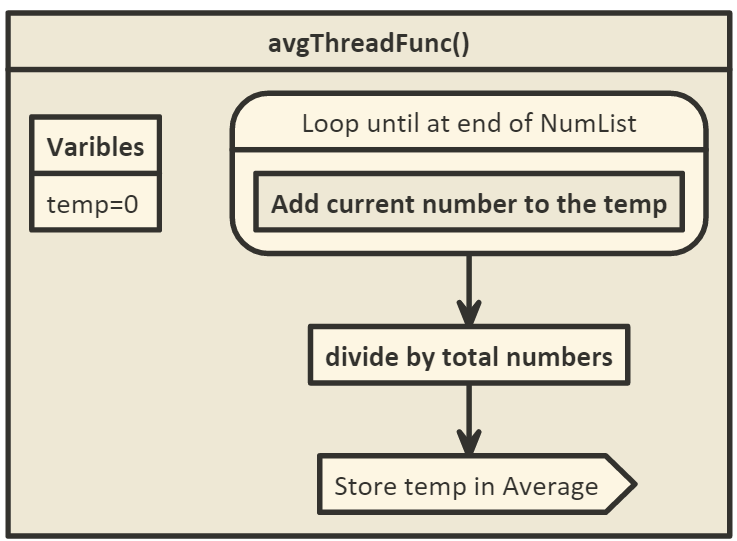 avgThreadFunc()
Varibles
temp=0
Loop until at end of NumList
Add current number to the temp
divide by total numbers
Store temp in Average